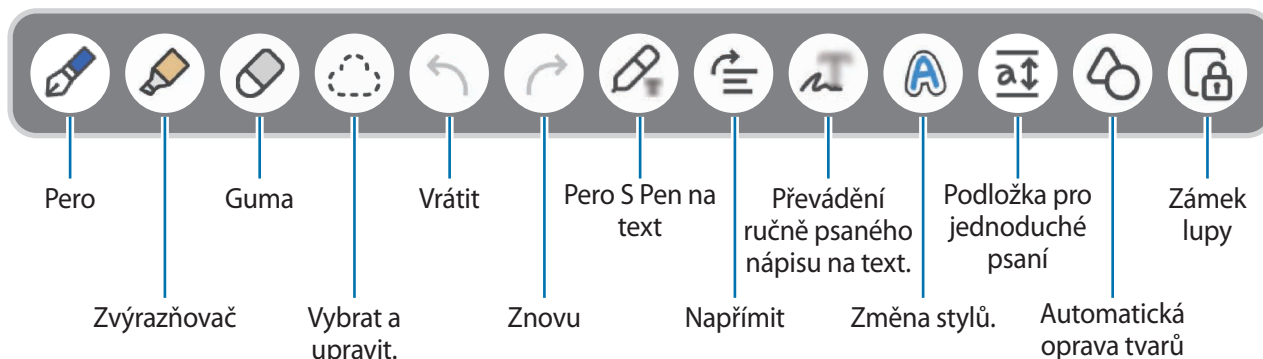 Pero
Guma
Vrátit
Pero S Pen na
text
Převádění
ručně psaného
nápisu na text.
Podložka pro
jednoduché
psaní
Zámek
lupy
Zvýrazňovač
Vybrat a
upravit.
Znovu
Napřímit
Změna stylů.
Automatická
oprava tvarů